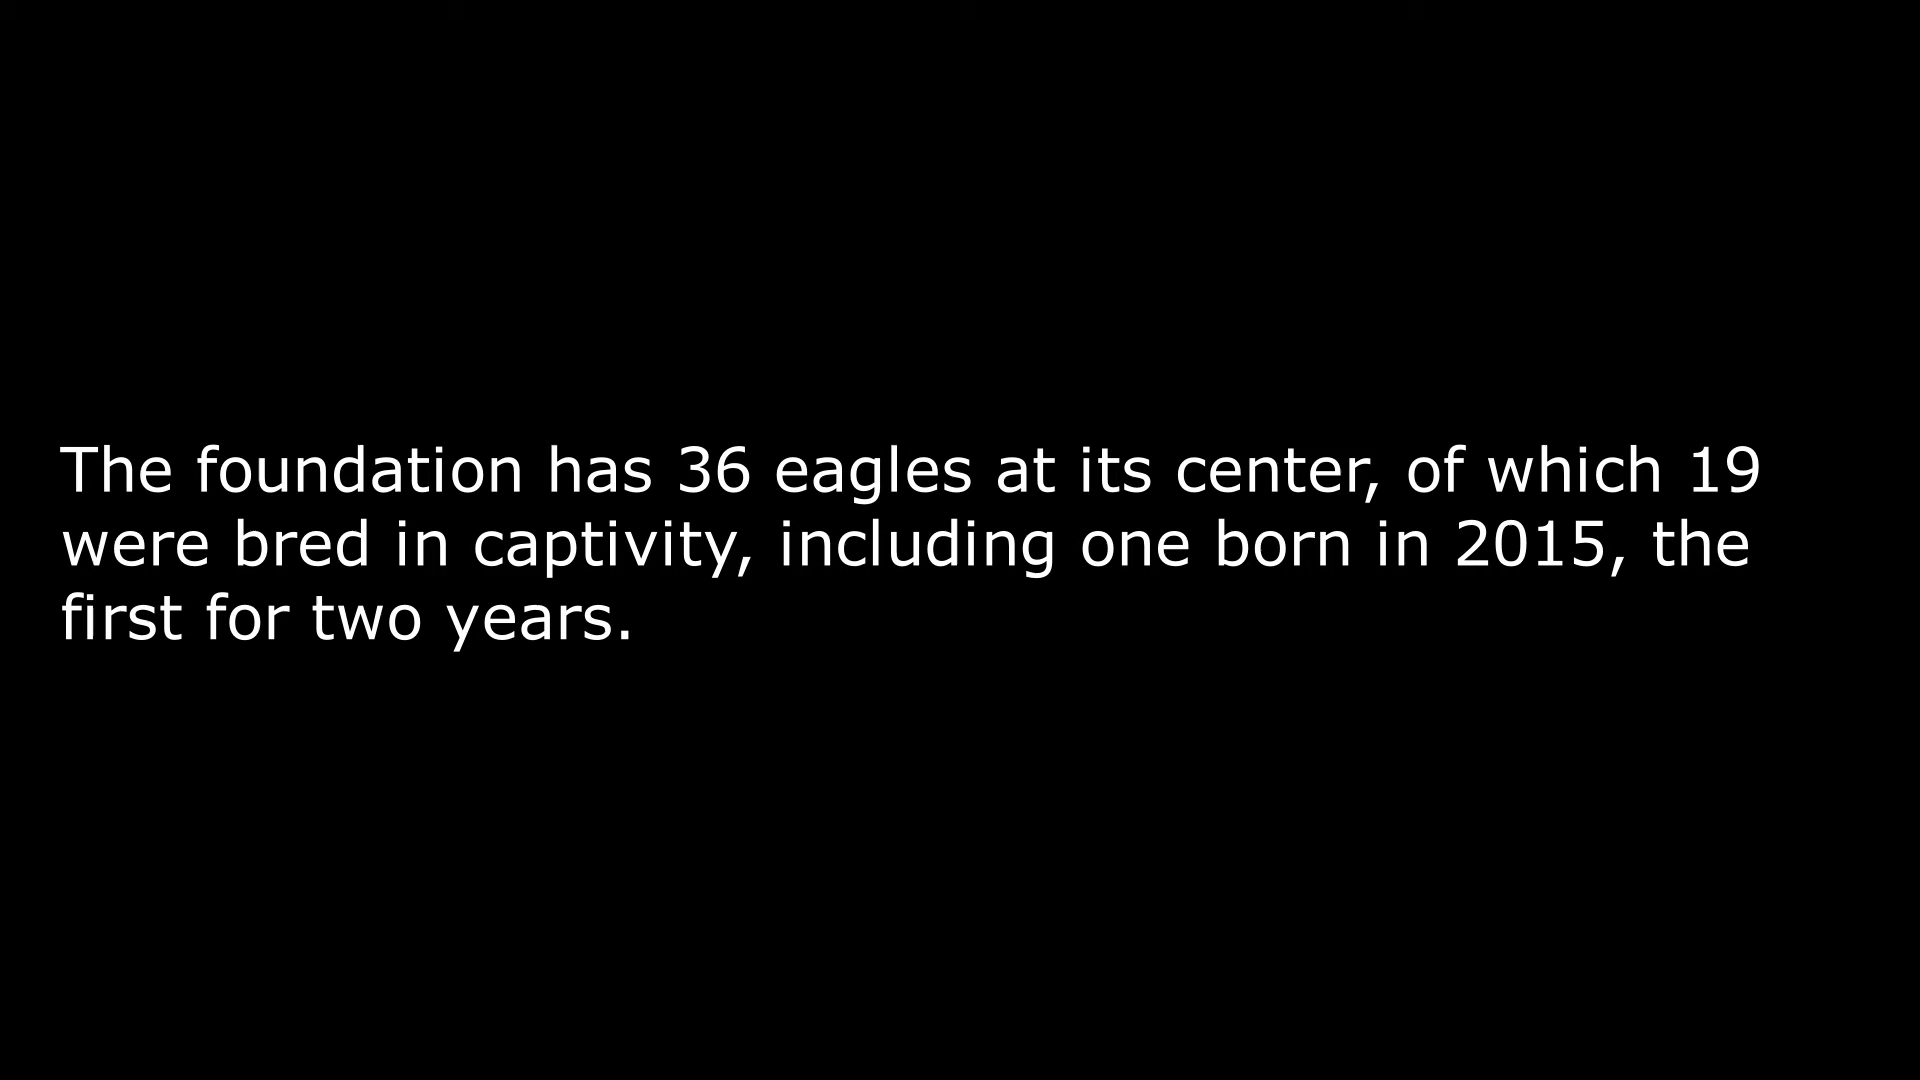 The foundation has 36 eagles at its center, of which 19
were bred in captivity, including one born in 2015, the
first for two years.